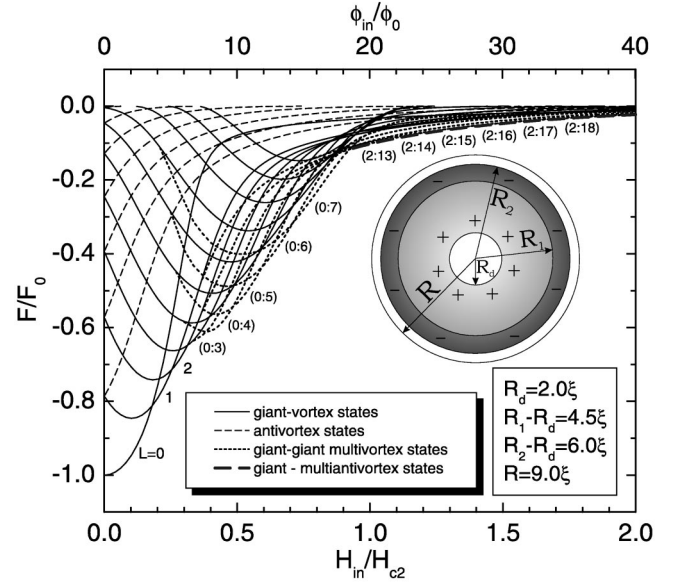 ϕin/ϕ0
0 10 20 30 40
0.0
-0.2
-0.4
-0.6
-0.8
-1.0
F/F0
(2:13) (2:14) (2:15) (2:16) (2:17) (2:18)
(0:7)
(0:6)
(0:5)
(0:4)
(0:3)
2
1
L=0
R2
R1
Rd
R
giant-vortex states
antivortex states
giant-giant multivortex states
giant - multiantivortex states
Rd=2.0ξ
R1-Rd=4.5ξ
R2-Rd=6.0ξ
R=9.0ξ
0.0 0.5 1.0 1.5 2.0
Hin/Hc2